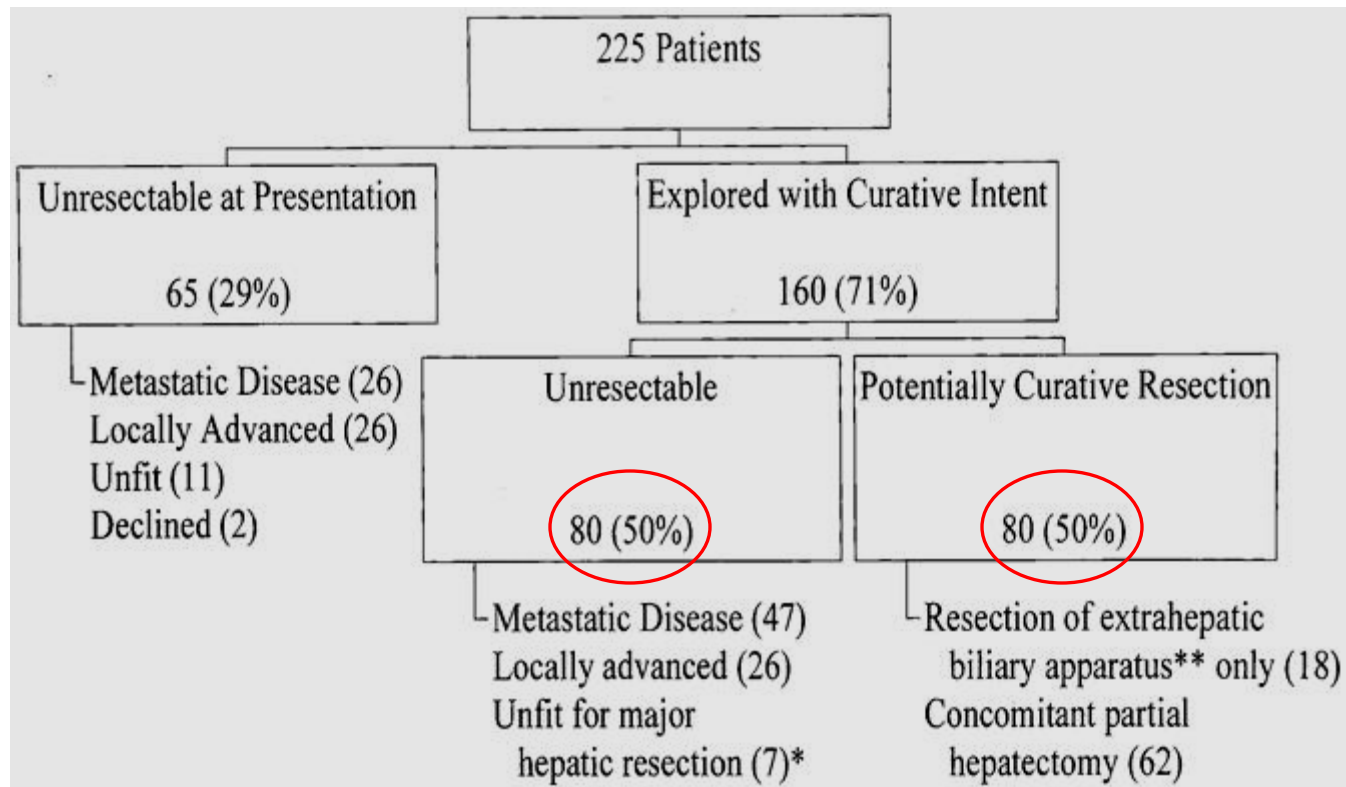 225 Patients
Unresectable at Presentation
65 (29%)
Metastatic Disease (26)
Locally Advanced (26)
Unfit (11)
Declined (2)
Explored with Curative Intent
160 (71%)
Unresectable
80 (50%)
Metastatic Disease (47)
Locally advanced (26)
Unfit for major
hepatic resection (7)*
Potentially Curative Resection
80 (50%)
Resection of extrahepatic
biliary apparatus** only (18)
Concomitant partial
hepatectomy (62)